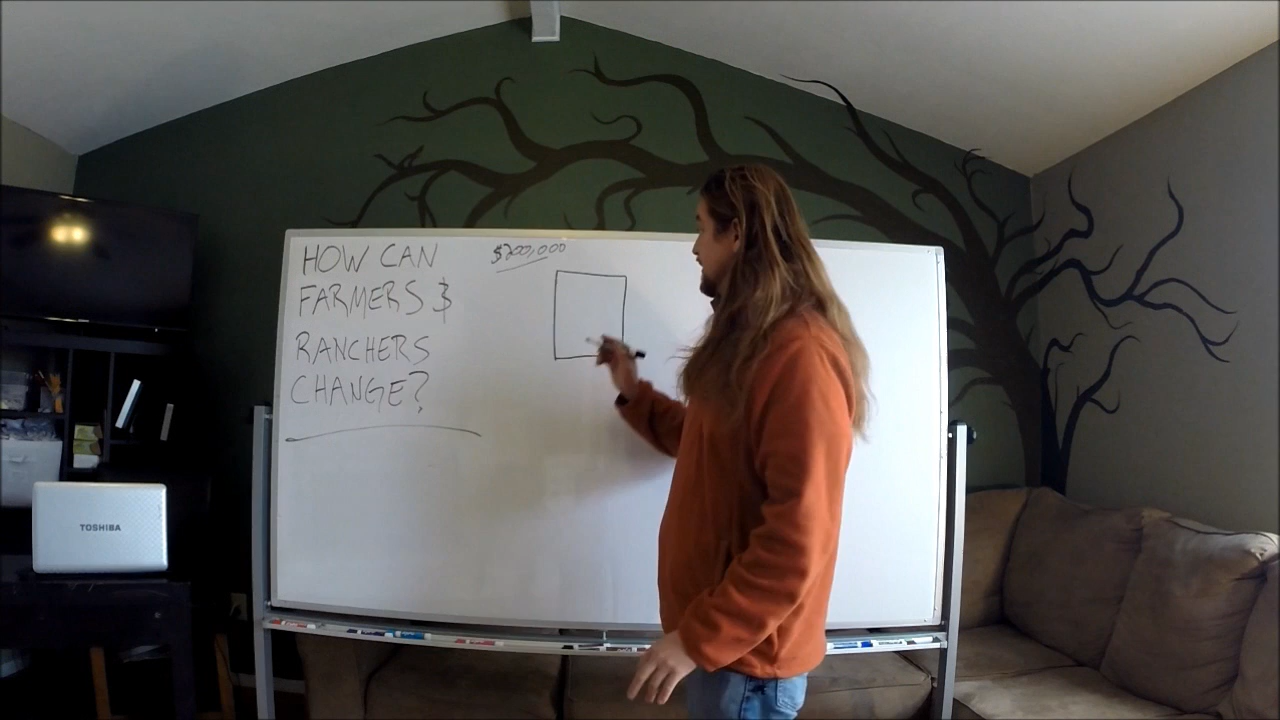 HOW CAN
FARMERS &
RANCHERS
CHANGE?
$200,000
TOSHIBA